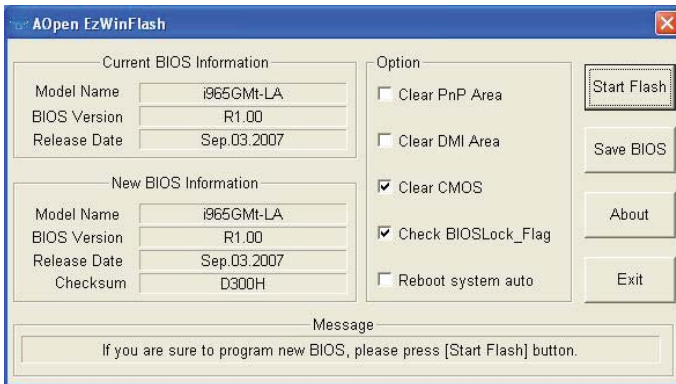 AOpen EzWinFlash
Current BIOS Information
Model Name i965GMt-LA
BIOS Version R1.00
Release Date Sep.03.2007
New BIOS Information
Model Name i965GMt-LA
BIOS Version R1.00
Release Date Sep.03.2007
Checksum D300H
Option
Clear PnP Area
Clear DMI Area
Clear CMOS
Check BIOSLock_Flag
Reboot system auto
Start Flash
Save BIOS
About
Exit
Message
If you are sure to program new BIOS, please press [Start Flash] button.